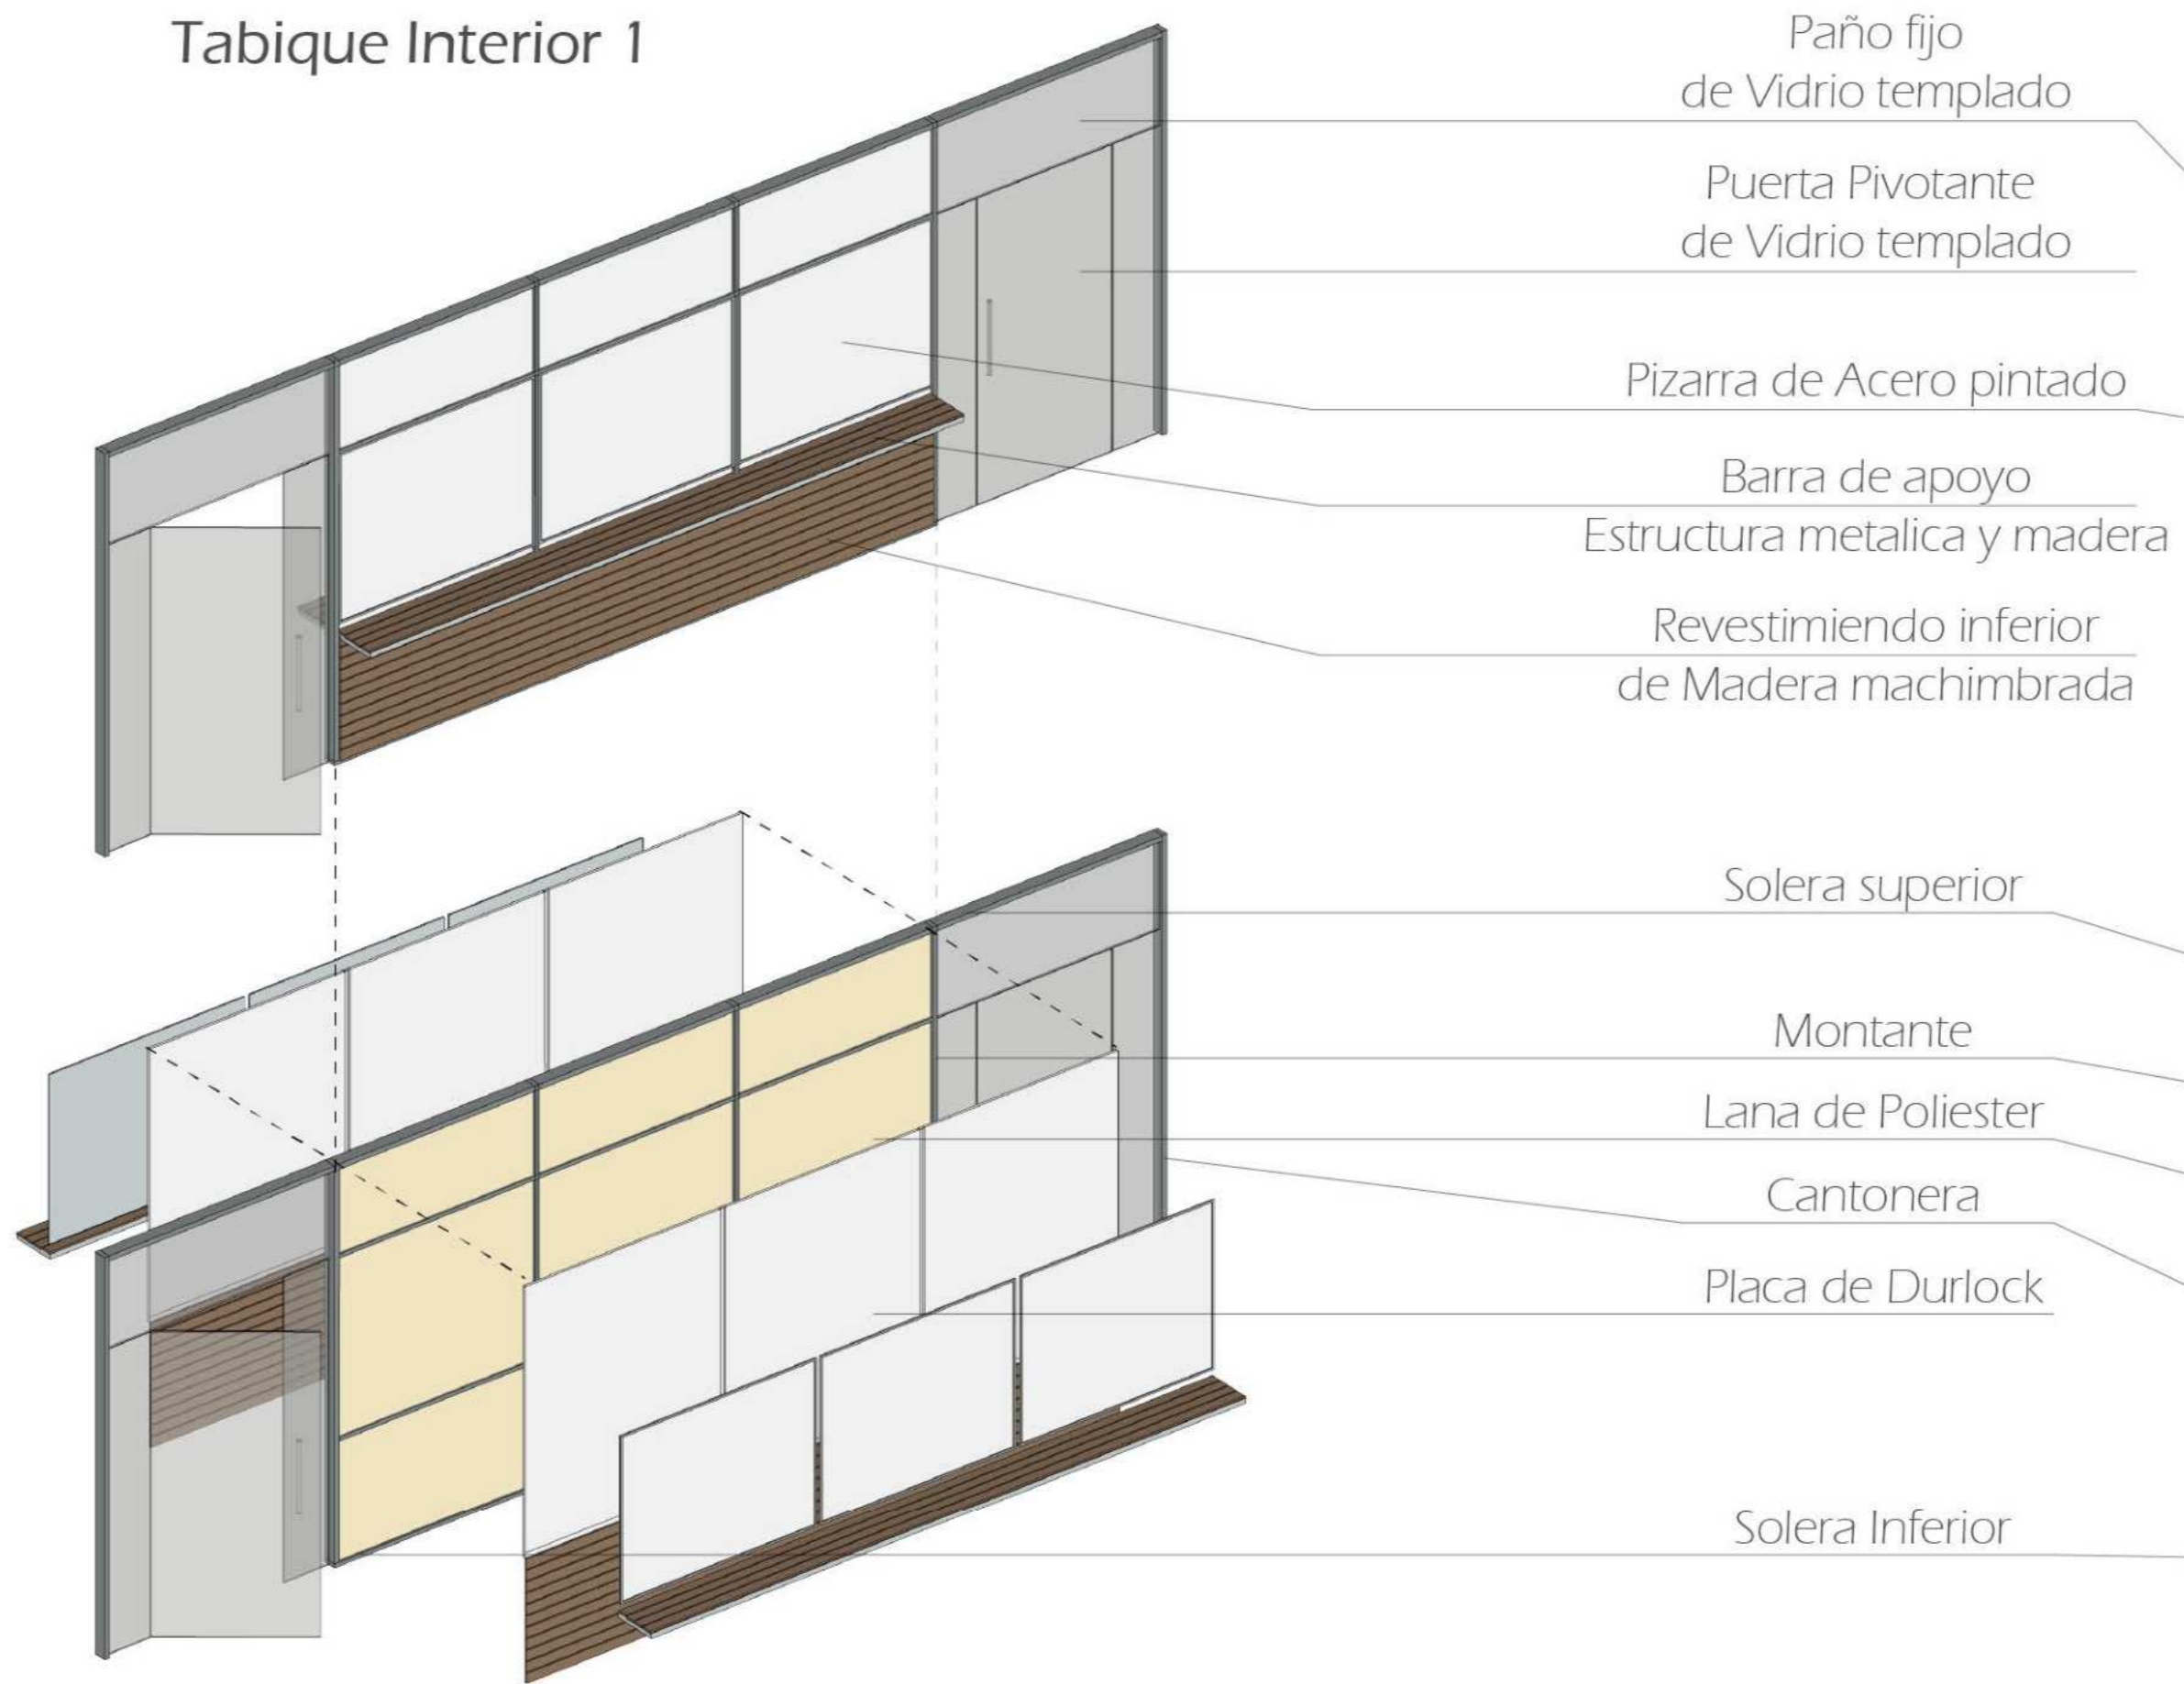 Tabique Interior 1
Paño fijo
de Vidrio templado
Puerta Pivotante
de Vidrio templado
Pizarra de Acero pintado
Barra de apoyo
Estructura metalica y madera
Revestimiendo inferior
de Madera machimbrada
Solera superior
Montante
Lana de Poliester
Cantonera
Placa de Durlock
Solera Inferior